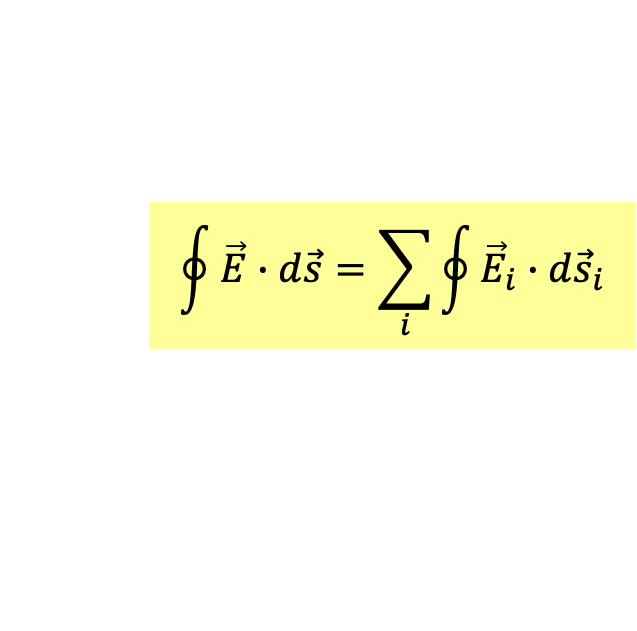 ∮ E⃗ · ds⃗ = ∑ᵢ ∮ E⃗ᵢ · ds⃗ᵢ